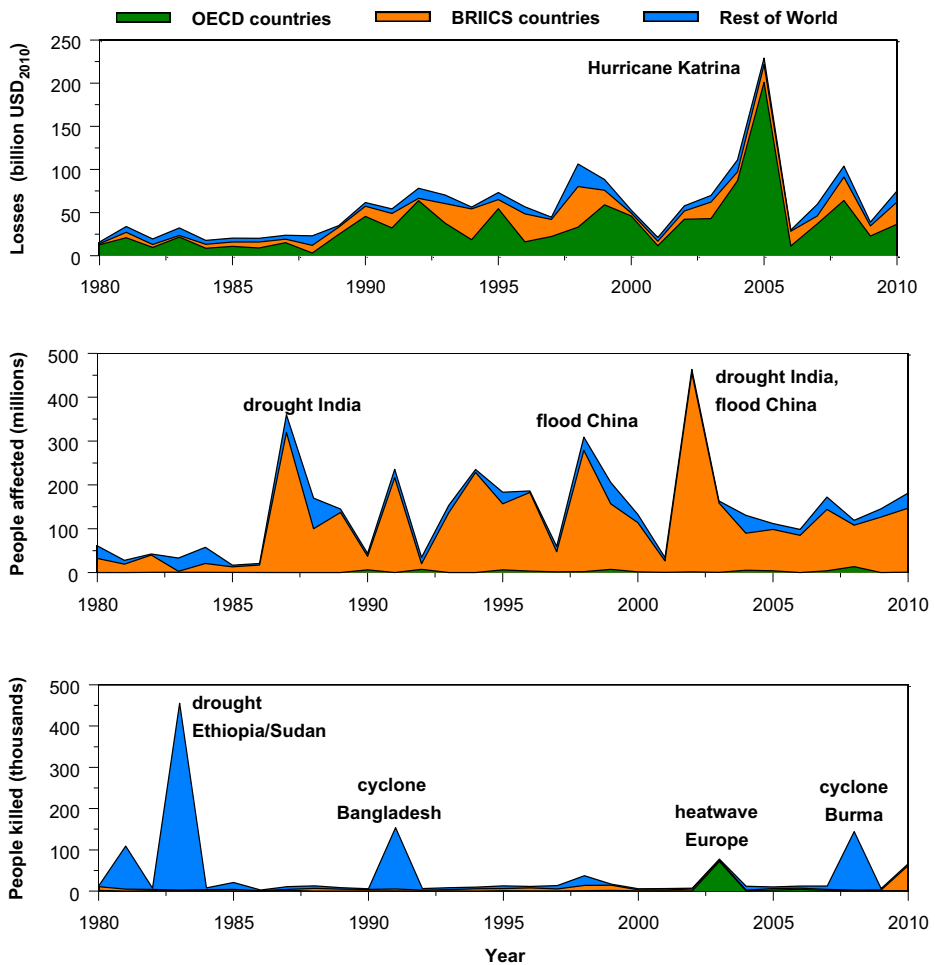 OECD countries BRIICS countries Rest of World
Losses (billion USD2010)
250
200
150
100
50
0
Hurricane Katrina
1980 1985 1990 1995 2000 2005 2010
People affected (millions)
500
400
300
200
100
0
drought India
flood China
drought India,
flood China
1980 1985 1990 1995 2000 2005 2010
People killed (thousands)
500
400
300
200
100
0
drought
Ethiopia/Sudan
cyclone
Bangladesh
heatwave
Europe
cyclone
Burma
1980 1985 1990 1995 2000 2005 2010
Year